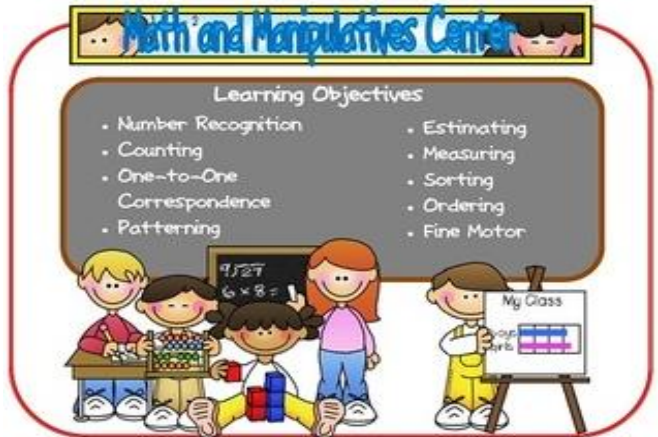 Math and Manipulatives Center
Learning Objectives
• Number Recognition
• Counting
• One-to-One
Correspondence
• Patterning
• Estimating
• Measuring
• Sorting
• Ordering
• Fine Motor
9√527
6 x 8 =
My Class
boys
girls